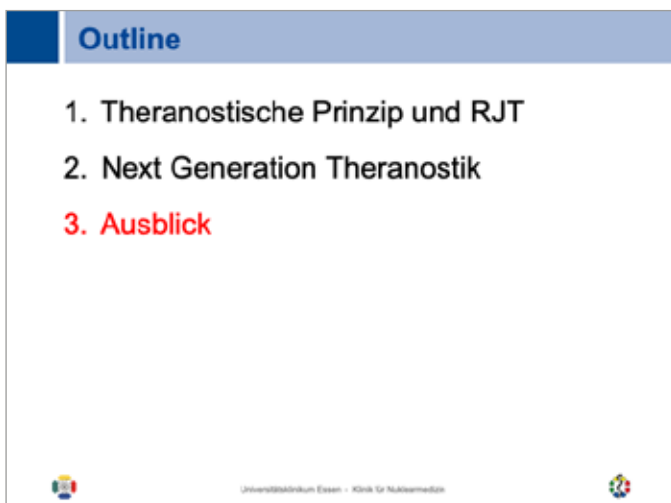 Outline
1. Theranostische Prinzip und RJT
2. Next Generation Theranostik
3. Ausblick
Universitätsklinikum Essen - Klinik für Nuklearmedizin